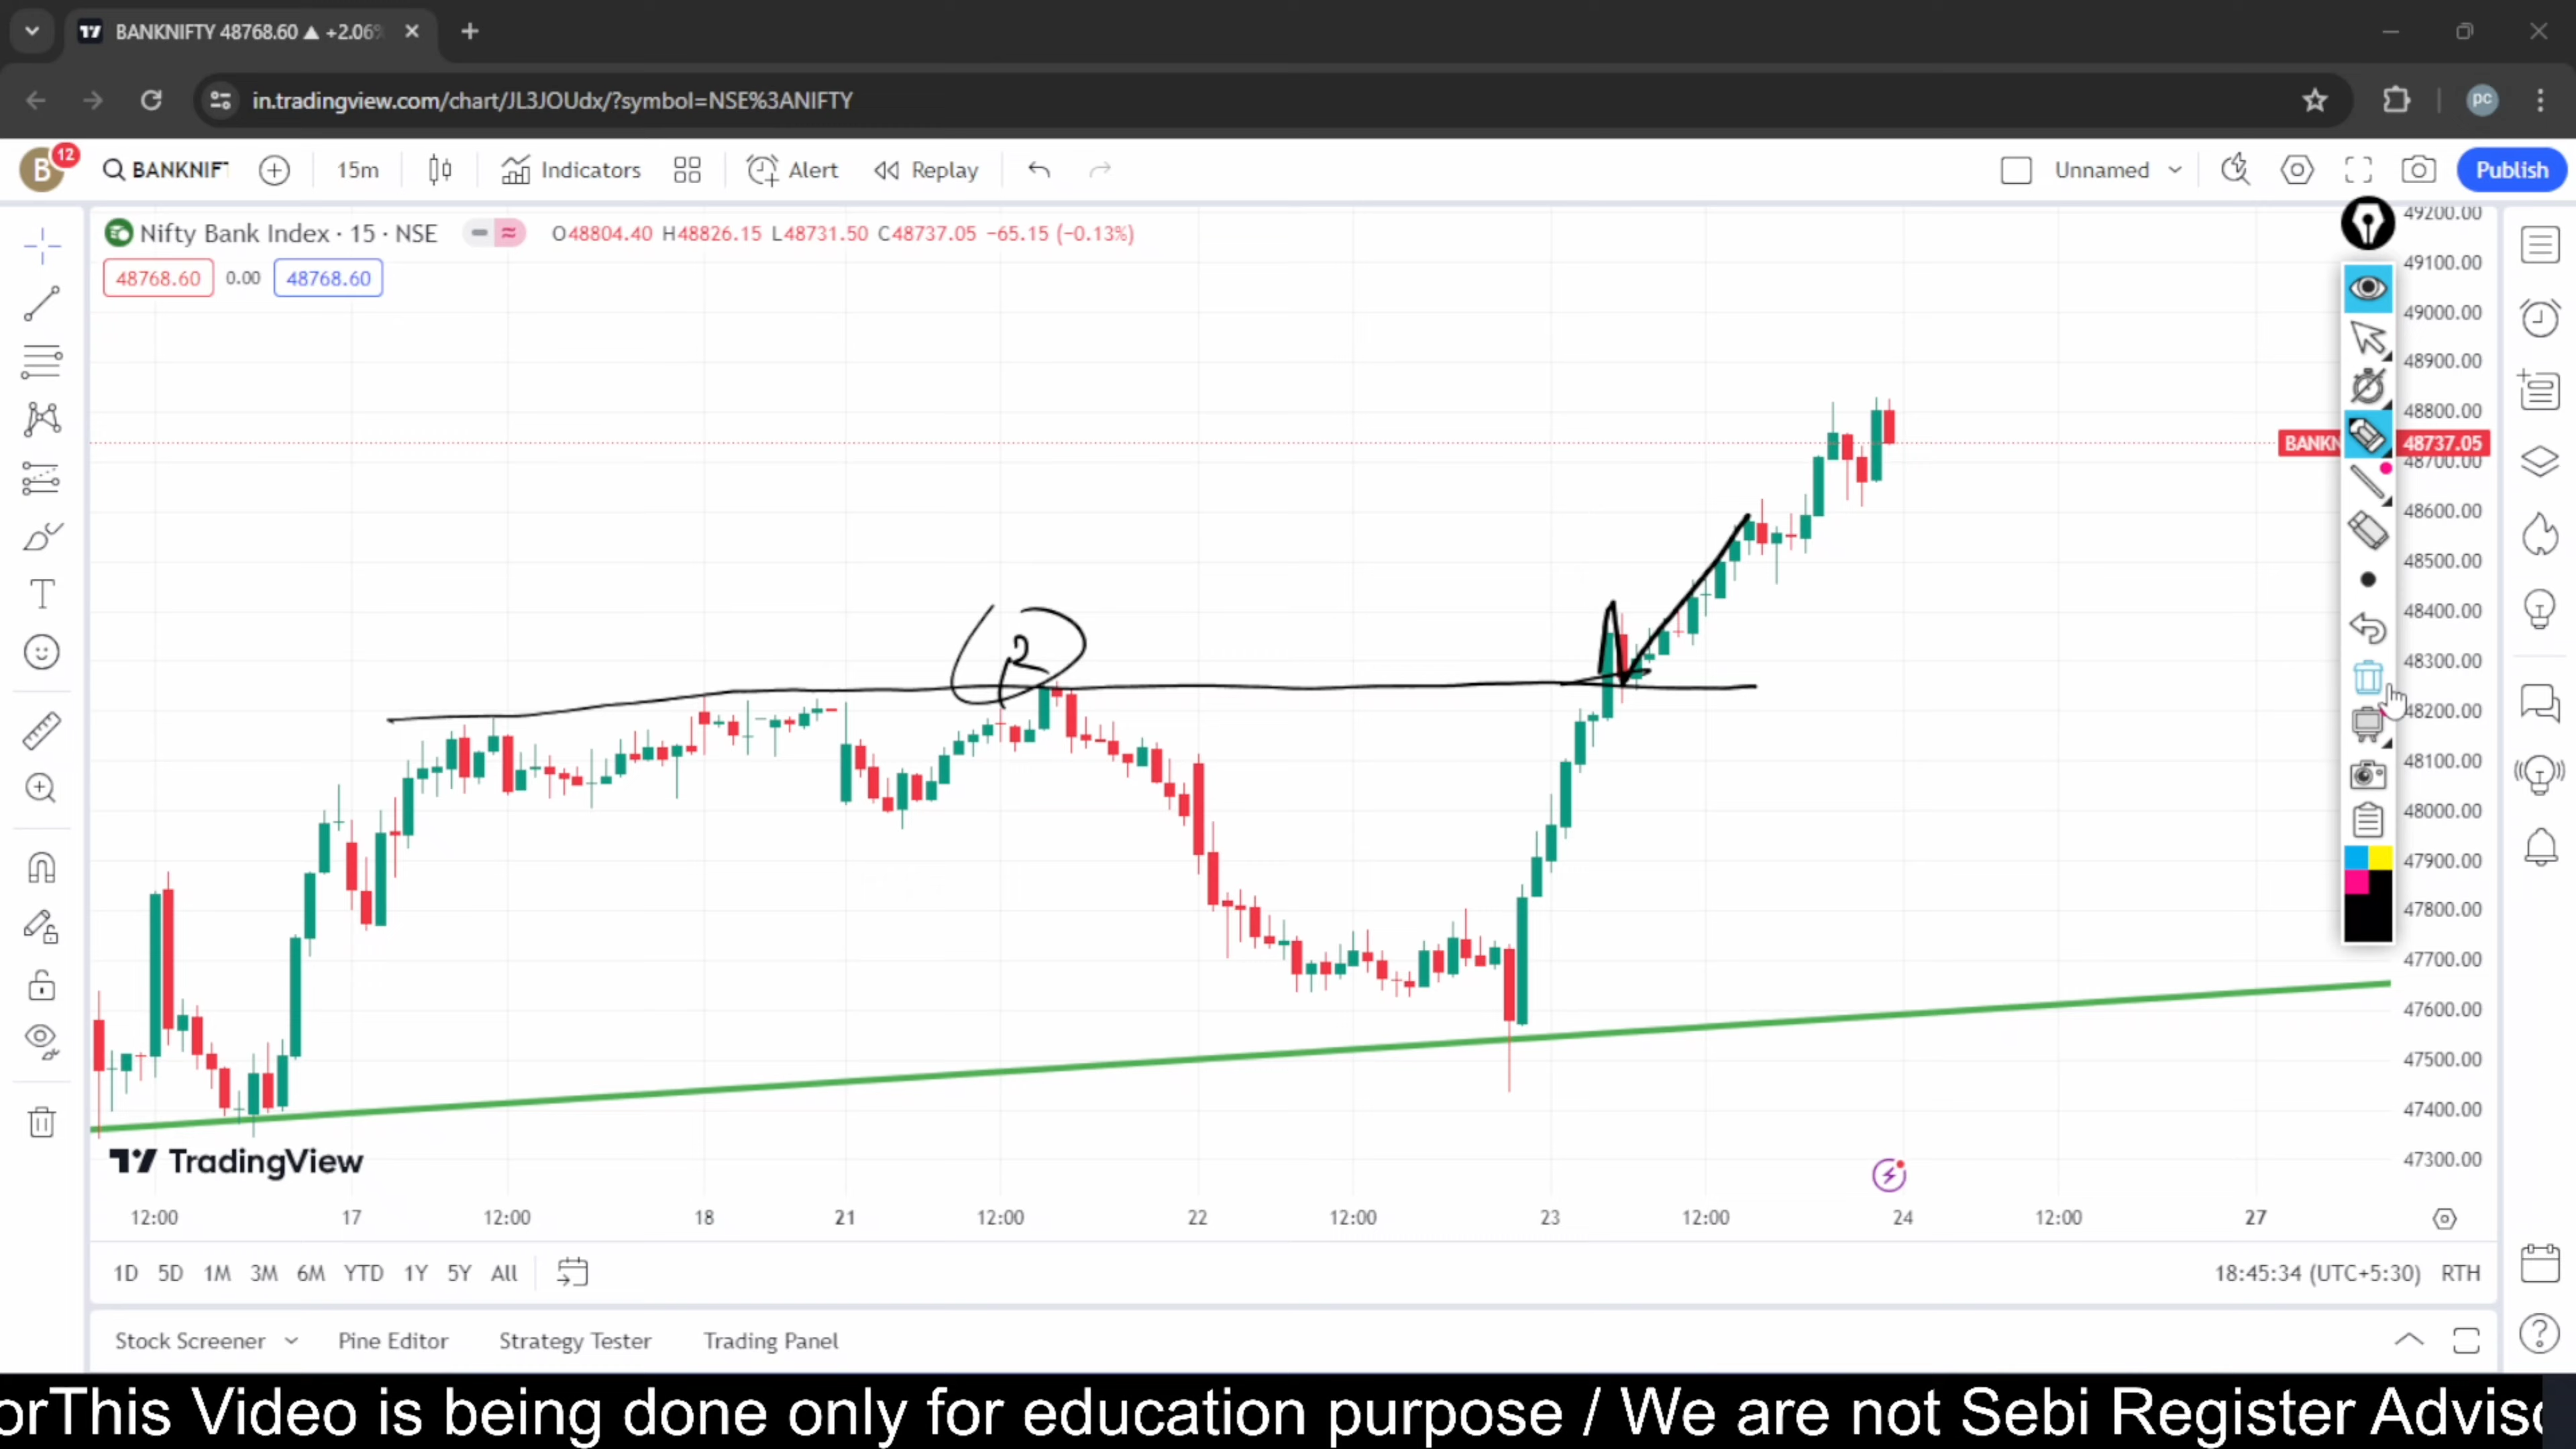 BANKNIFTY 48768.60 ▲ +2.06%
in.tradingview.com/chart/JL3JOUdx/?symbol=NSE%3ANIFTY
pc
B 12 BANKNIF 15m Indicators Alert Replay Unnamed Publish
Nifty Bank Index · 15 · NSE O48804.40 H48826.15 L48731.50 C48737.05 −65.15 (−0.13%)
48768.60 0.00 48768.60
49200.00
49100.00
49000.00
48900.00
48800.00
BANKN 48737.05
48700.00
48600.00
48500.00
48400.00
48300.00
48200.00
48100.00
48000.00
47900.00
47800.00
47700.00
47600.00
47500.00
47400.00
47300.00
R
TradingView
12:00 17 12:00 18 21 12:00 22 12:00 23 12:00 24 12:00 27
1D 5D 1M 3M 6M YTD 1Y 5Y All 18:45:34 (UTC+5:30) RTH
Stock Screener Pine Editor Strategy Tester Trading Panel
orThis Video is being done only for education purpose / We are not Sebi Register Adviso